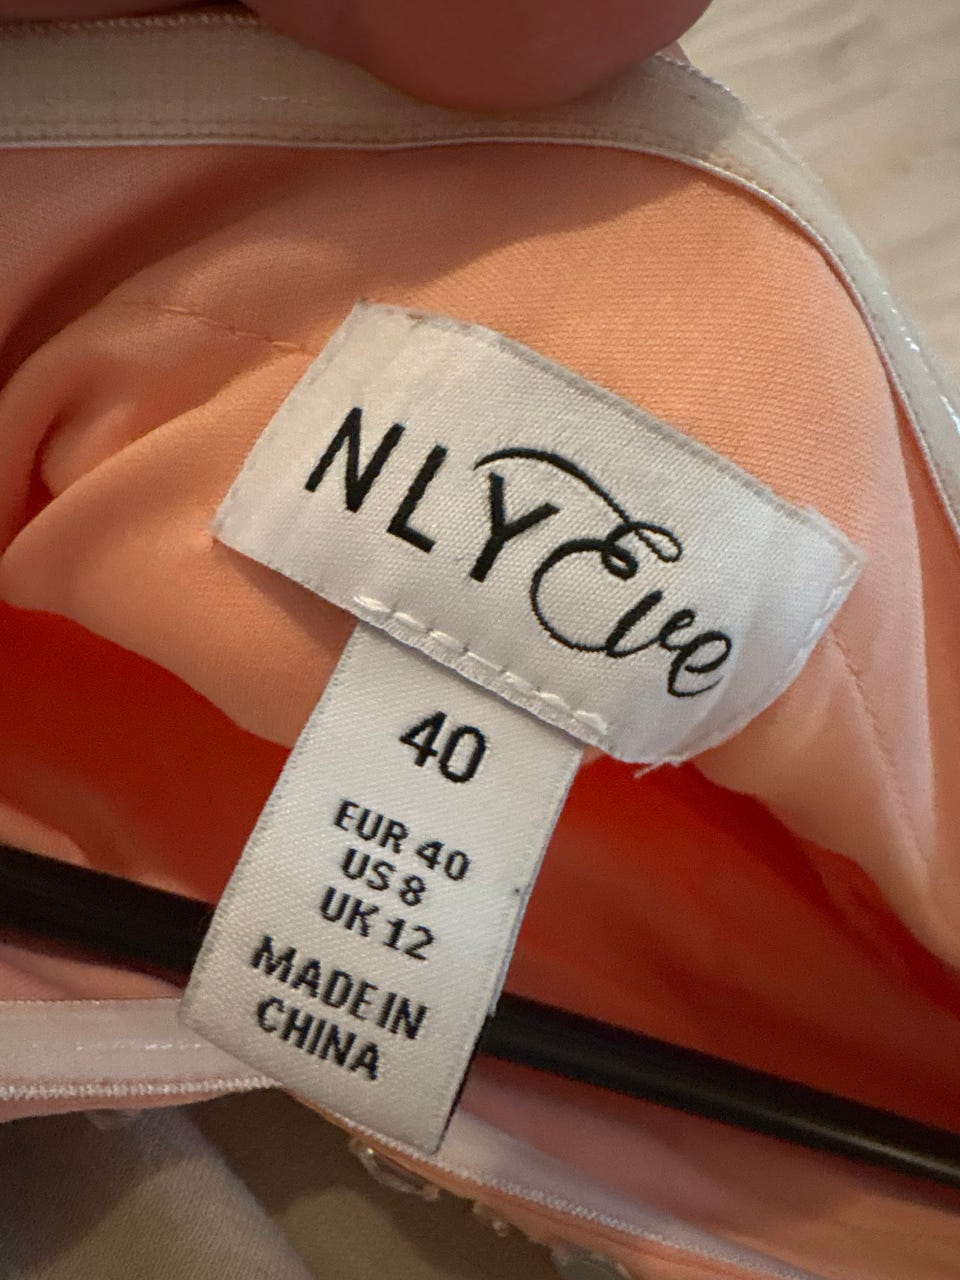 NLY Eve
40
EUR 40
US 8
UK 12
MADE IN
CHINA